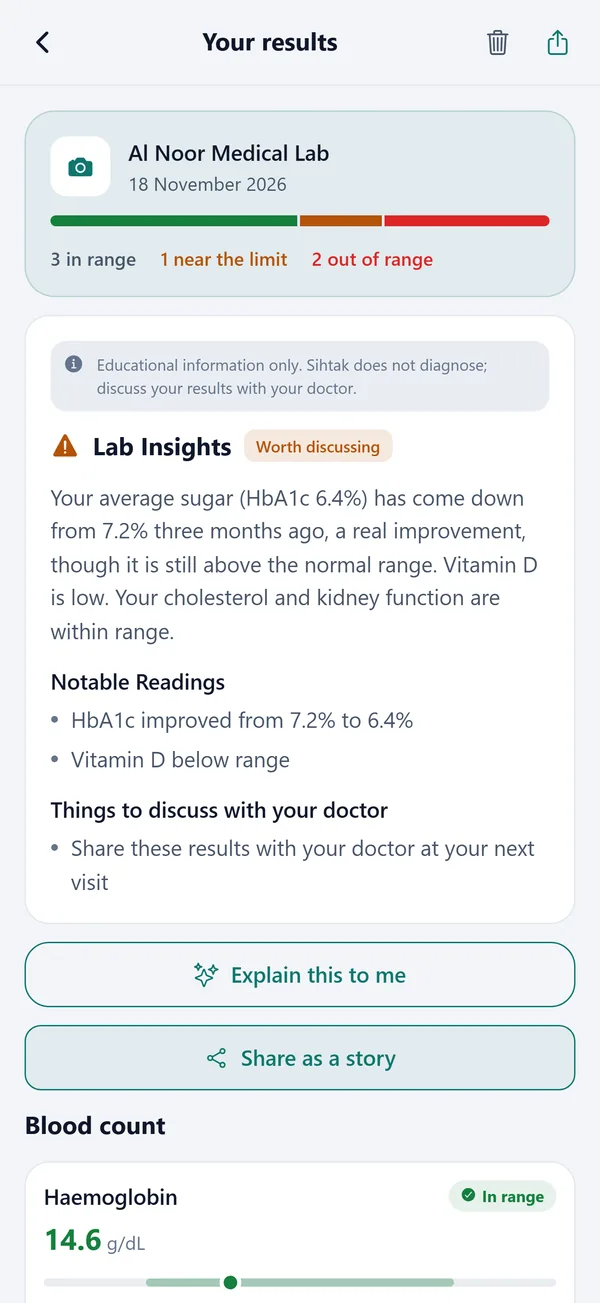 Your results
Al Noor Medical Lab
18 November 2026
3 in range 1 near the limit 2 out of range
Educational information only. Sihtak does not diagnose;
discuss your results with your doctor.
Lab Insights Worth discussing
Your average sugar (HbA1c 6.4%) has come down
from 7.2% three months ago, a real improvement,
though it is still above the normal range. Vitamin D
is low. Your cholesterol and kidney function are
within range.
Notable Readings
• HbA1c improved from 7.2% to 6.4%
• Vitamin D below range
Things to discuss with your doctor
• Share these results with your doctor at your next
visit
Explain this to me
Share as a story
Blood count
Haemoglobin In range
14.6 g/dL